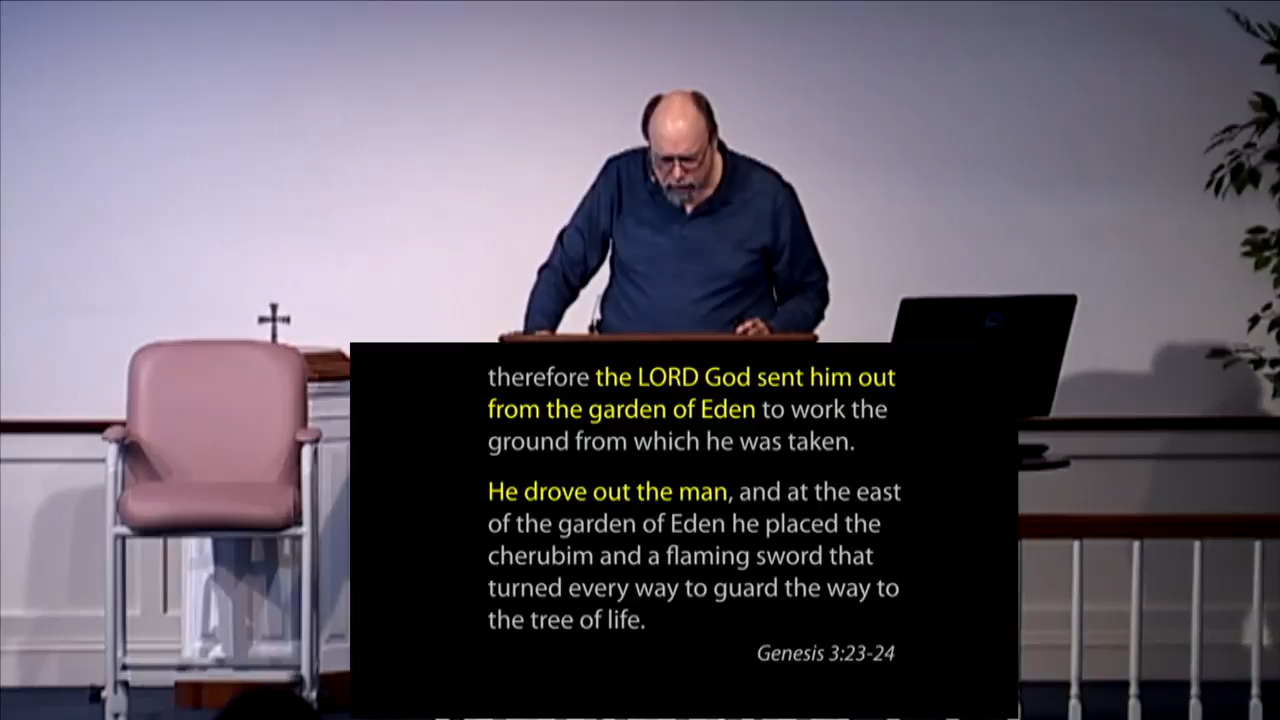 therefore the LORD God sent him out
from the garden of Eden to work the
ground from which he was taken.
He drove out the man, and at the east
of the garden of Eden he placed the
cherubim and a flaming sword that
turned every way to guard the way to
the tree of life.
Genesis 3:23-24